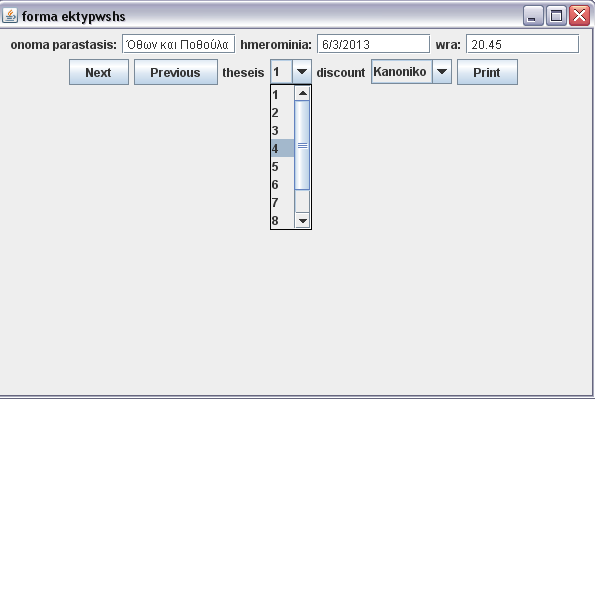 forma ektypwshs
onoma parastasis: Όθων και Ποθούλα hmerominia: 6/3/2013 wra: 20.45
Next Previous theseis 1 discount Kanoniko Print
1
2
3
4
5
6
7
8